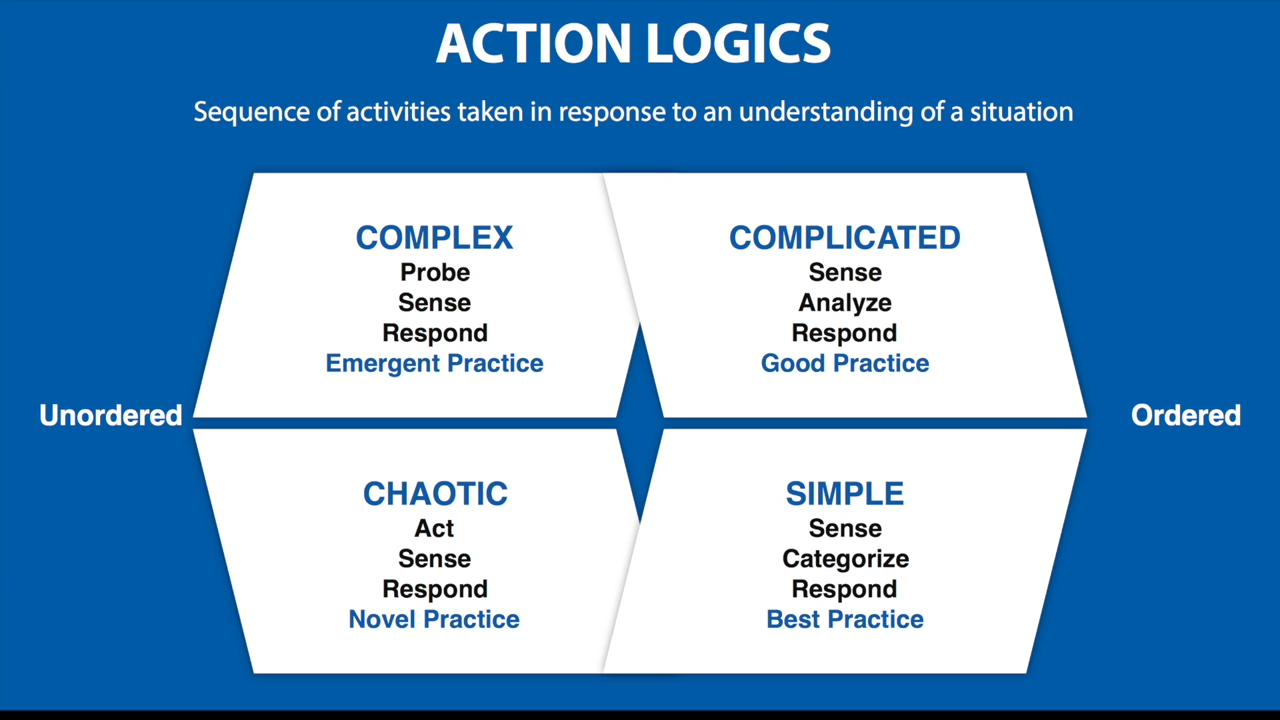 ACTION LOGICS
Sequence of activities taken in response to an understanding of a situation
COMPLEX
Probe
Sense
Respond
Emergent Practice
COMPLICATED
Sense
Analyze
Respond
Good Practice
Unordered
Ordered
CHAOTIC
Act
Sense
Respond
Novel Practice
SIMPLE
Sense
Categorize
Respond
Best Practice